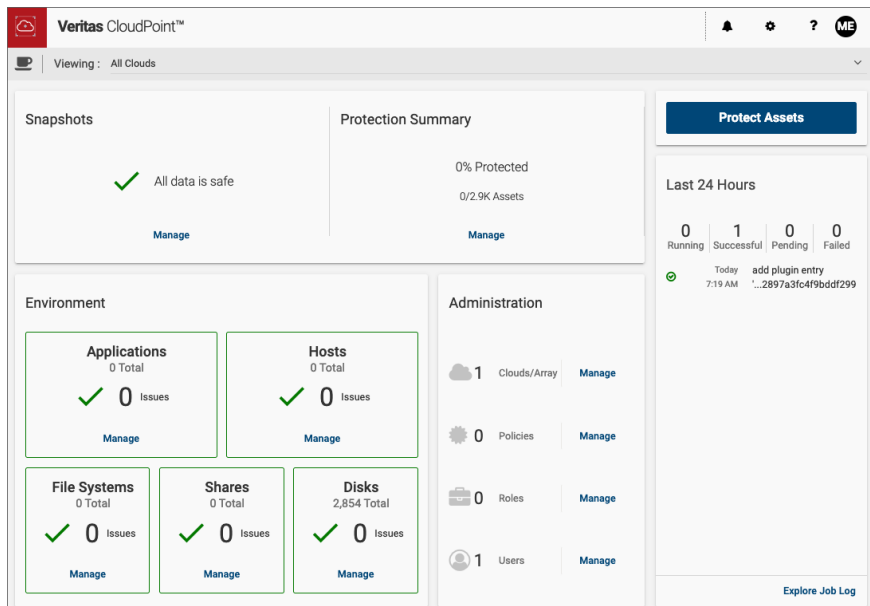 Veritas CloudPoint™
?
ME
Viewing : All Clouds
Snapshots
All data is safe
Manage
Protection Summary
0% Protected
0/2.9K Assets
Manage
Protect Assets
Last 24 Hours
0 1 0 0
Running Successful Pending Failed
Today add plugin entry
7:19 AM '...2897a3fc4f9bddf299
Environment
Applications
0 Total
0 Issues
Manage
Hosts
0 Total
0 Issues
Manage
File Systems
0 Total
0 Issues
Manage
Shares
0 Total
0 Issues
Manage
Disks
2,854 Total
0 Issues
Manage
Administration
1 Clouds/Array Manage
0 Policies Manage
0 Roles Manage
1 Users Manage
Explore Job Log